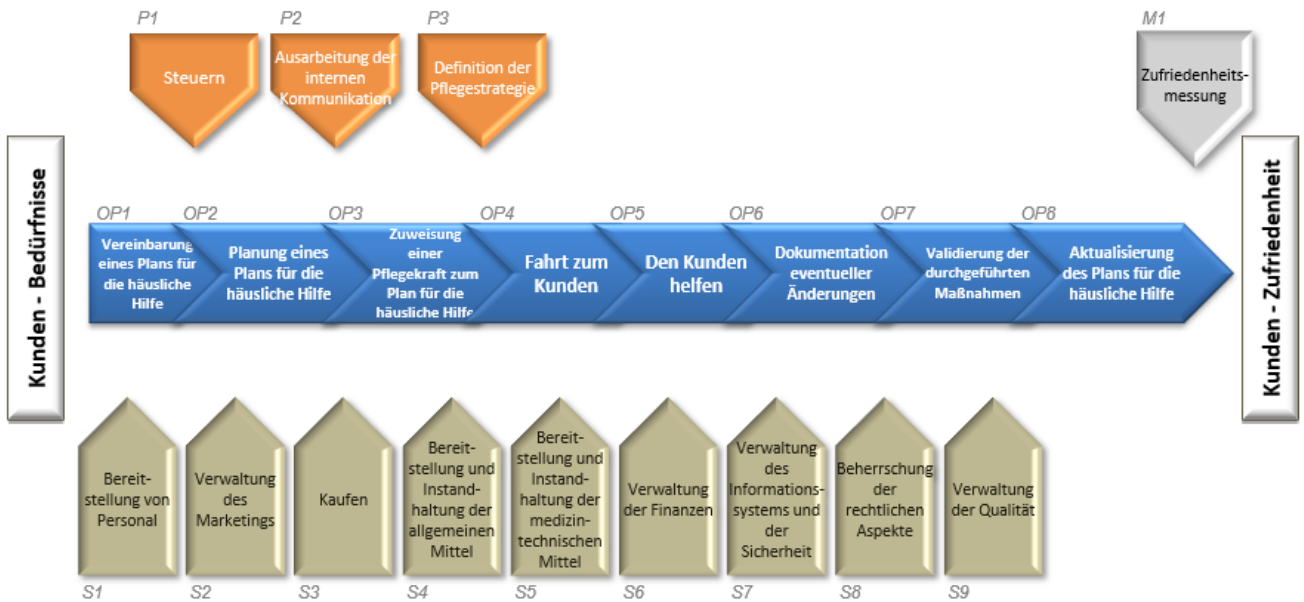 P1
P2
P3
M1
Steuern
Ausarbeitung der
internen
Kommunikation
Definition der
Pflegestrategie
Zufriedenheits-
messung
Kunden - Bedürfnisse
Kunden - Zufriedenheit
OP1
OP2
OP3
OP4
OP5
OP6
OP7
OP8
Vereinbarung
eines Plans für
die häusliche
Hilfe
Planung eines
Plans für die
häusliche Hilfe
Zuweisung
einer
Pflegekraft zum
Plan für die
häusliche Hilfe
Fahrt zum
Kunden
Den Kunden
helfen
Dokumentation
eventueller
Änderungen
Validierung der
durchgeführten
Maßnahmen
Aktualisierung
des Plans für die
häusliche Hilfe
Bereit-
stellung von
Personal
Verwaltung
des
Marketings
Kaufen
Bereit-
stellung und
Instand-
haltung der
allgemeinen
Mittel
Bereit-
stellung und
Instand-
haltung der
medizin-
technischen
Mittel
Verwaltung
der Finanzen
Verwaltung
des
Informations-
systems und
der
Sicherheit
Beherrschung
der
rechtlichen
Aspekte
Verwaltung
der Qualität
S1
S2
S3
S4
S5
S6
S7
S8
S9